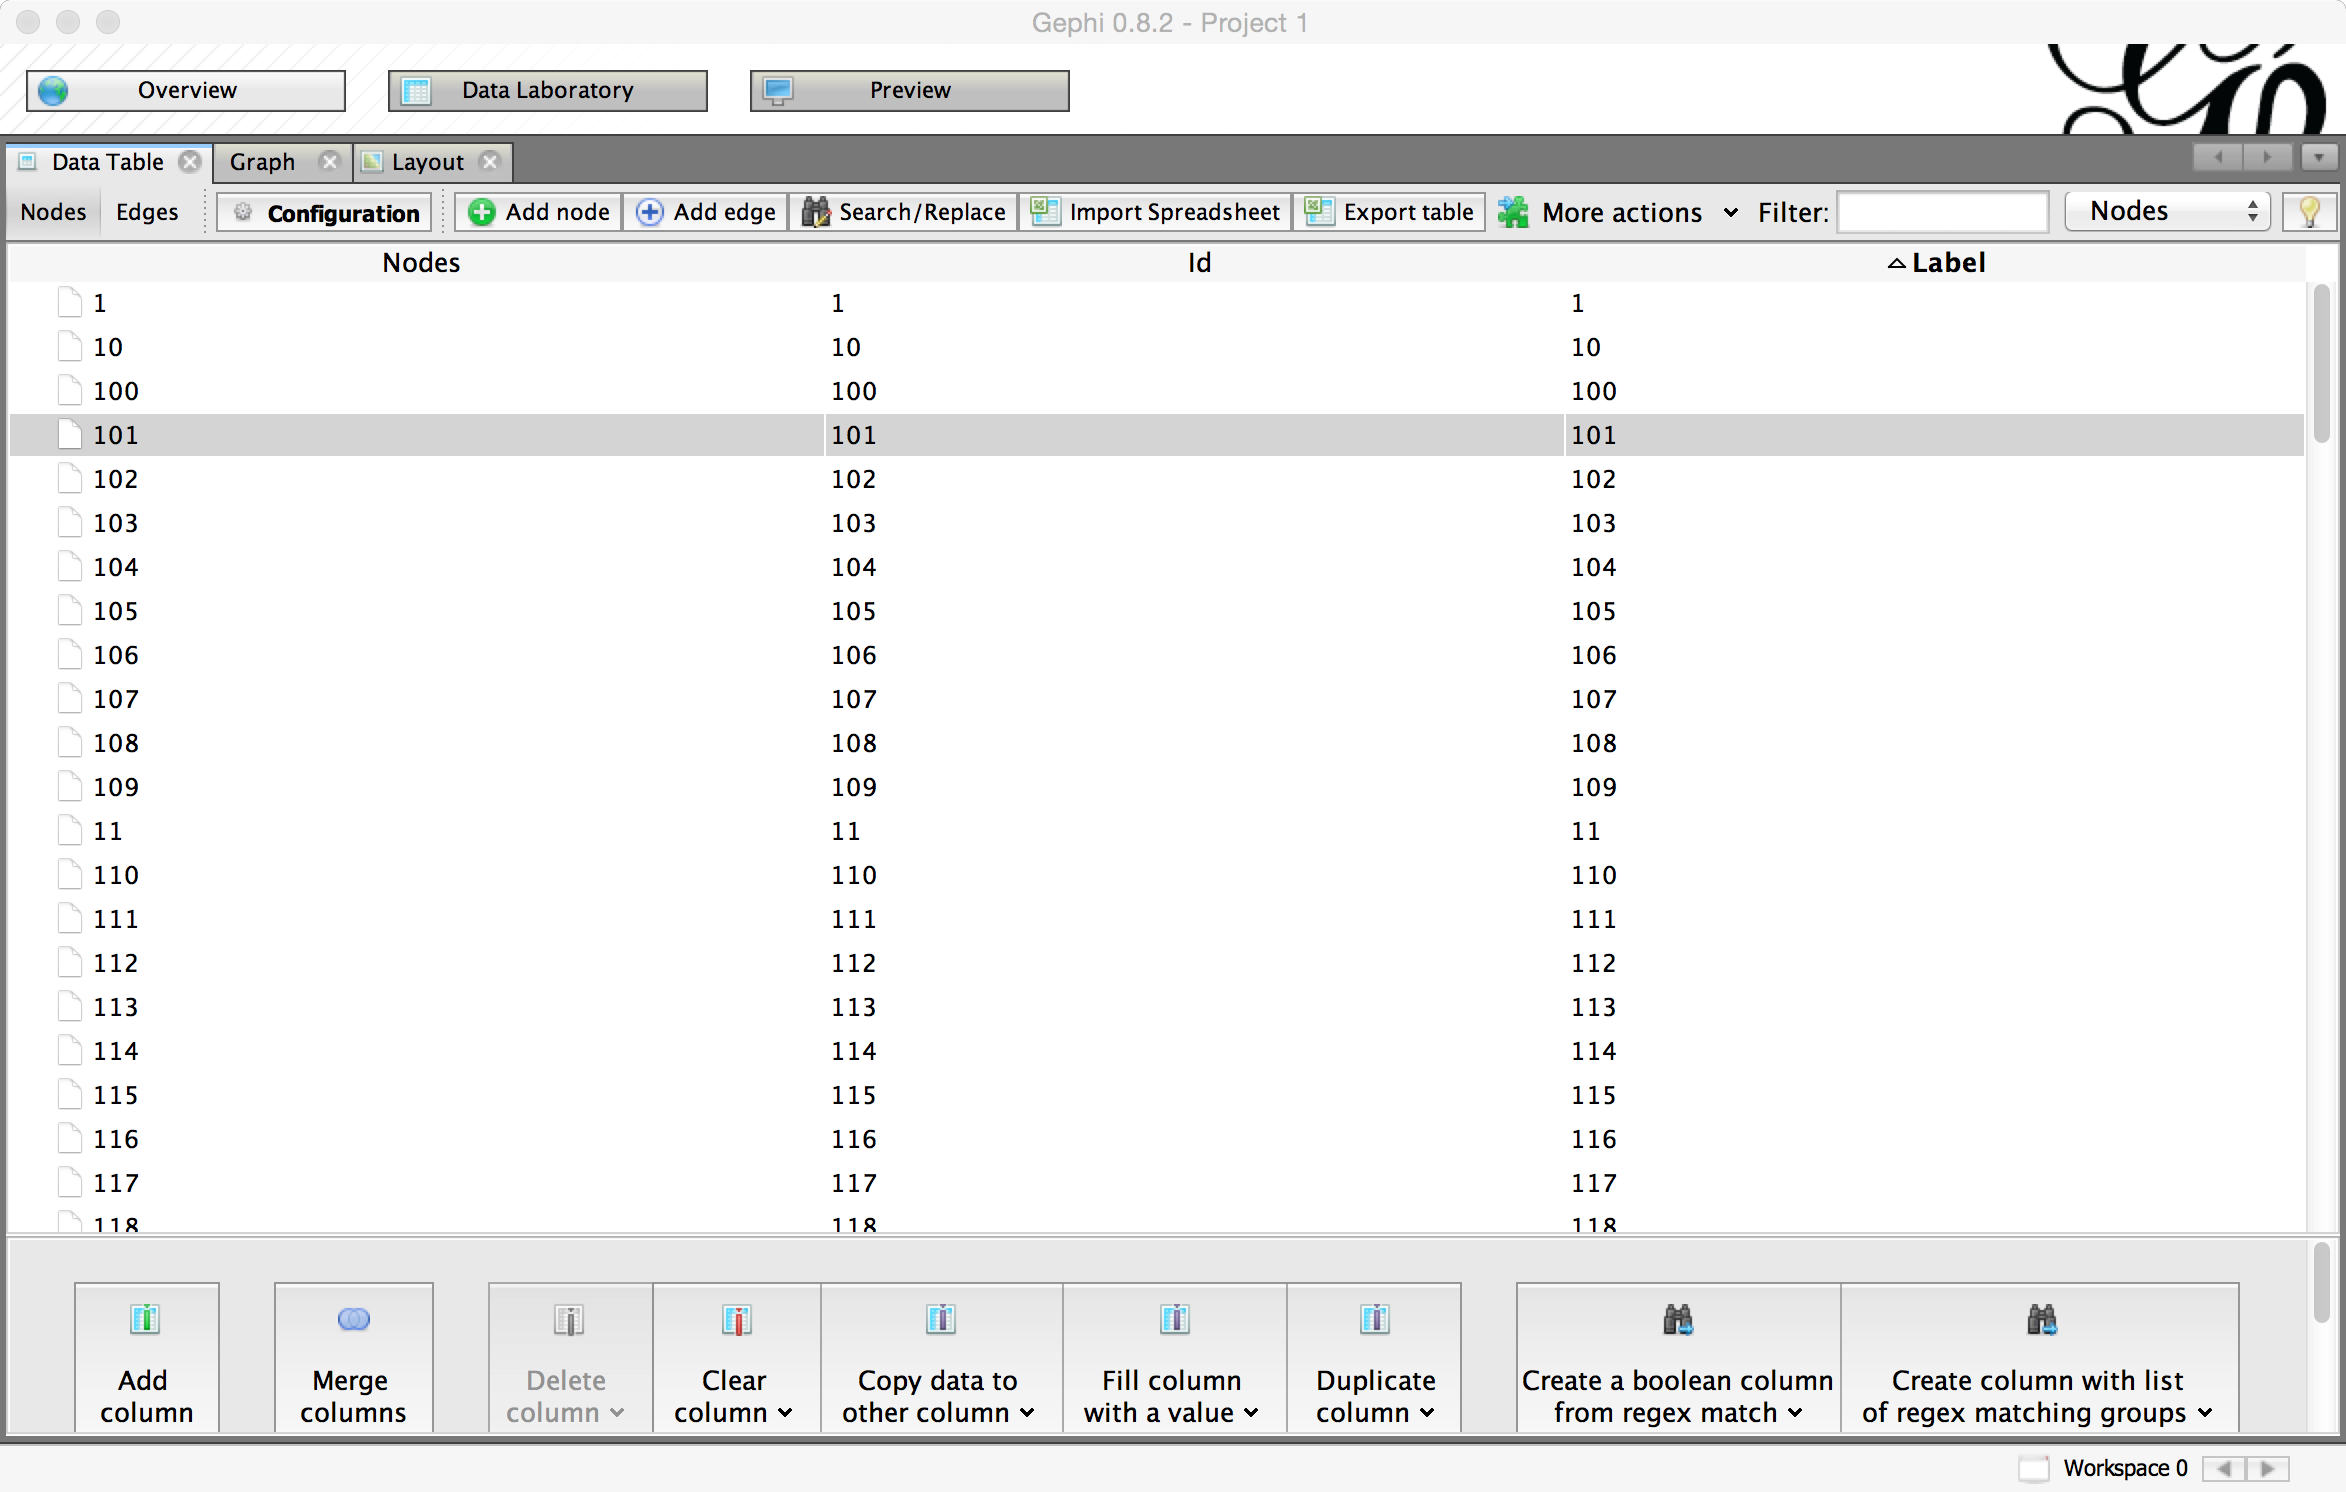 Gephi 0.8.2 - Project 1
Overview Data Laboratory Preview
Data Table Graph Layout
Nodes Edges Configuration Add node Add edge Search/Replace Import Spreadsheet Export table More actions Filter: Nodes
Nodes Id Label
1 1 1
10 10 10
100 100 100
101 101 101
102 102 102
103 103 103
104 104 104
105 105 105
106 106 106
107 107 107
108 108 108
109 109 109
11 11 11
110 110 110
111 111 111
112 112 112
113 113 113
114 114 114
115 115 115
116 116 116
117 117 117
118 118 118
Add column
Merge columns
Delete column
Clear column
Copy data to other column
Fill column with a value
Duplicate column
Create a boolean column from regex match
Create column with list of regex matching groups
Workspace 0